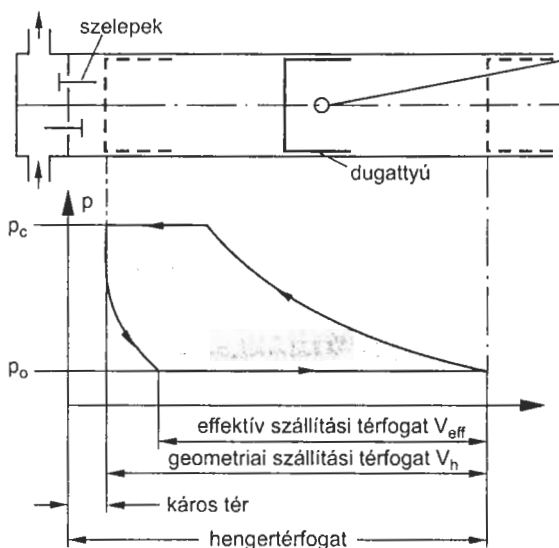 szelepek
dugattyú
p
p_c
p_o
effektív szállítási térfogat V_eff
geometriai szállítási térfogat V_h
káros tér
hengertérfogat